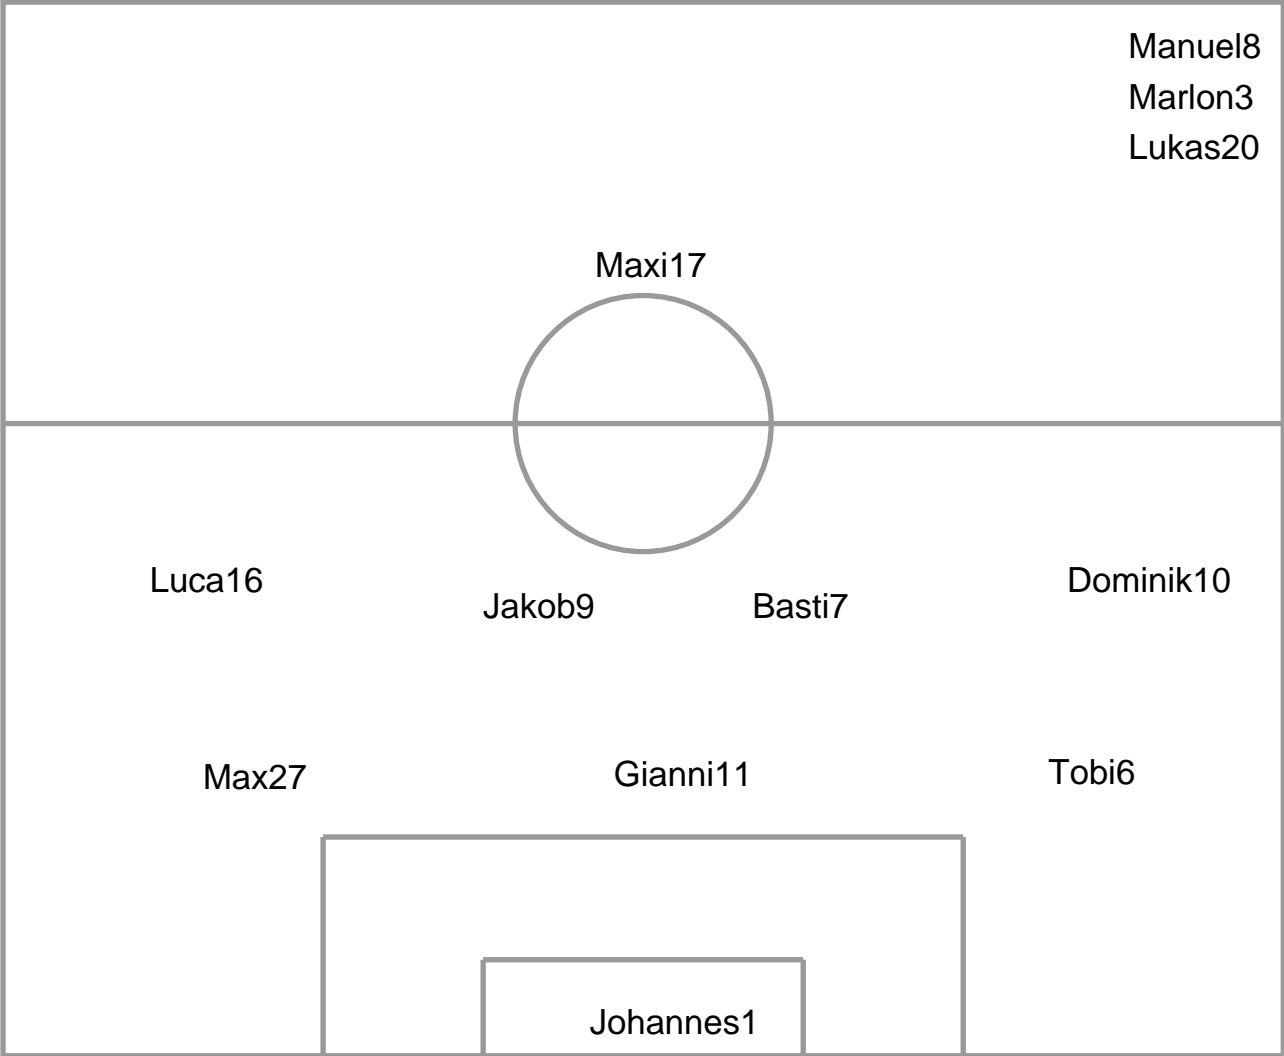 Manuel8
Marlon3
Lukas20
Maxi17
Luca16
Dominik10
Jakob9
Basti7
Max27
Gianni11
Tobi6
Johannes1